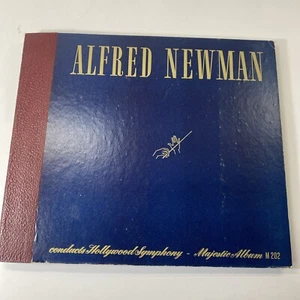 ALFRED NEWMAN
conducts Hollywood Symphony - Majestic Album M 202